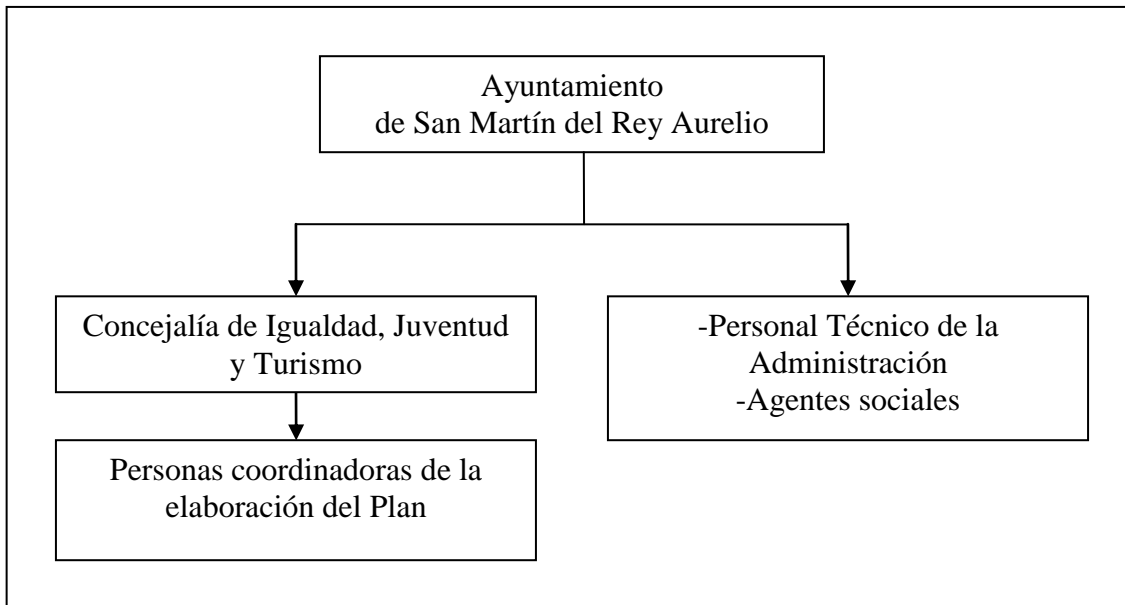 Ayuntamiento
de San Martín del Rey Aurelio
Concejalía de Igualdad, Juventud
y Turismo
-Personal Técnico de la
Administración
-Agentes sociales
Personas coordinadoras de la
elaboración del Plan